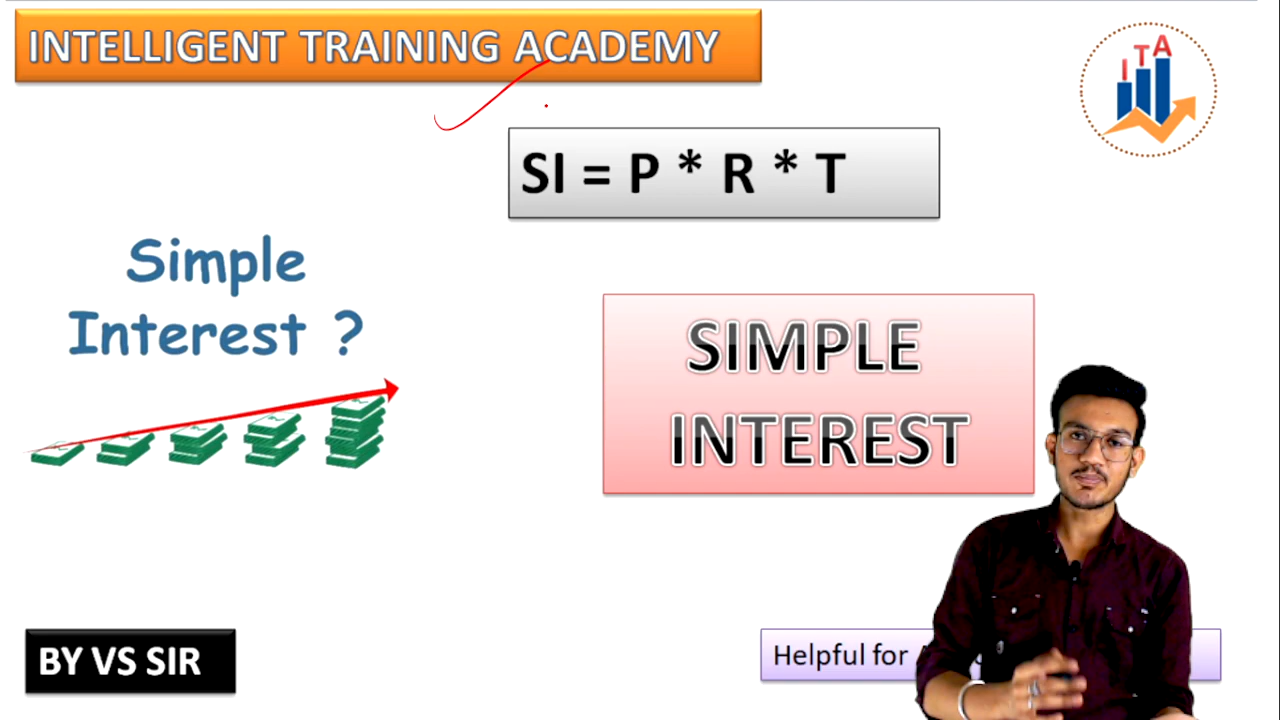 INTELLIGENT TRAINING ACADEMY
ITA
SI = P * R * T
Simple
Interest ?
SIMPLE
INTEREST
BY VS SIR
Helpful for